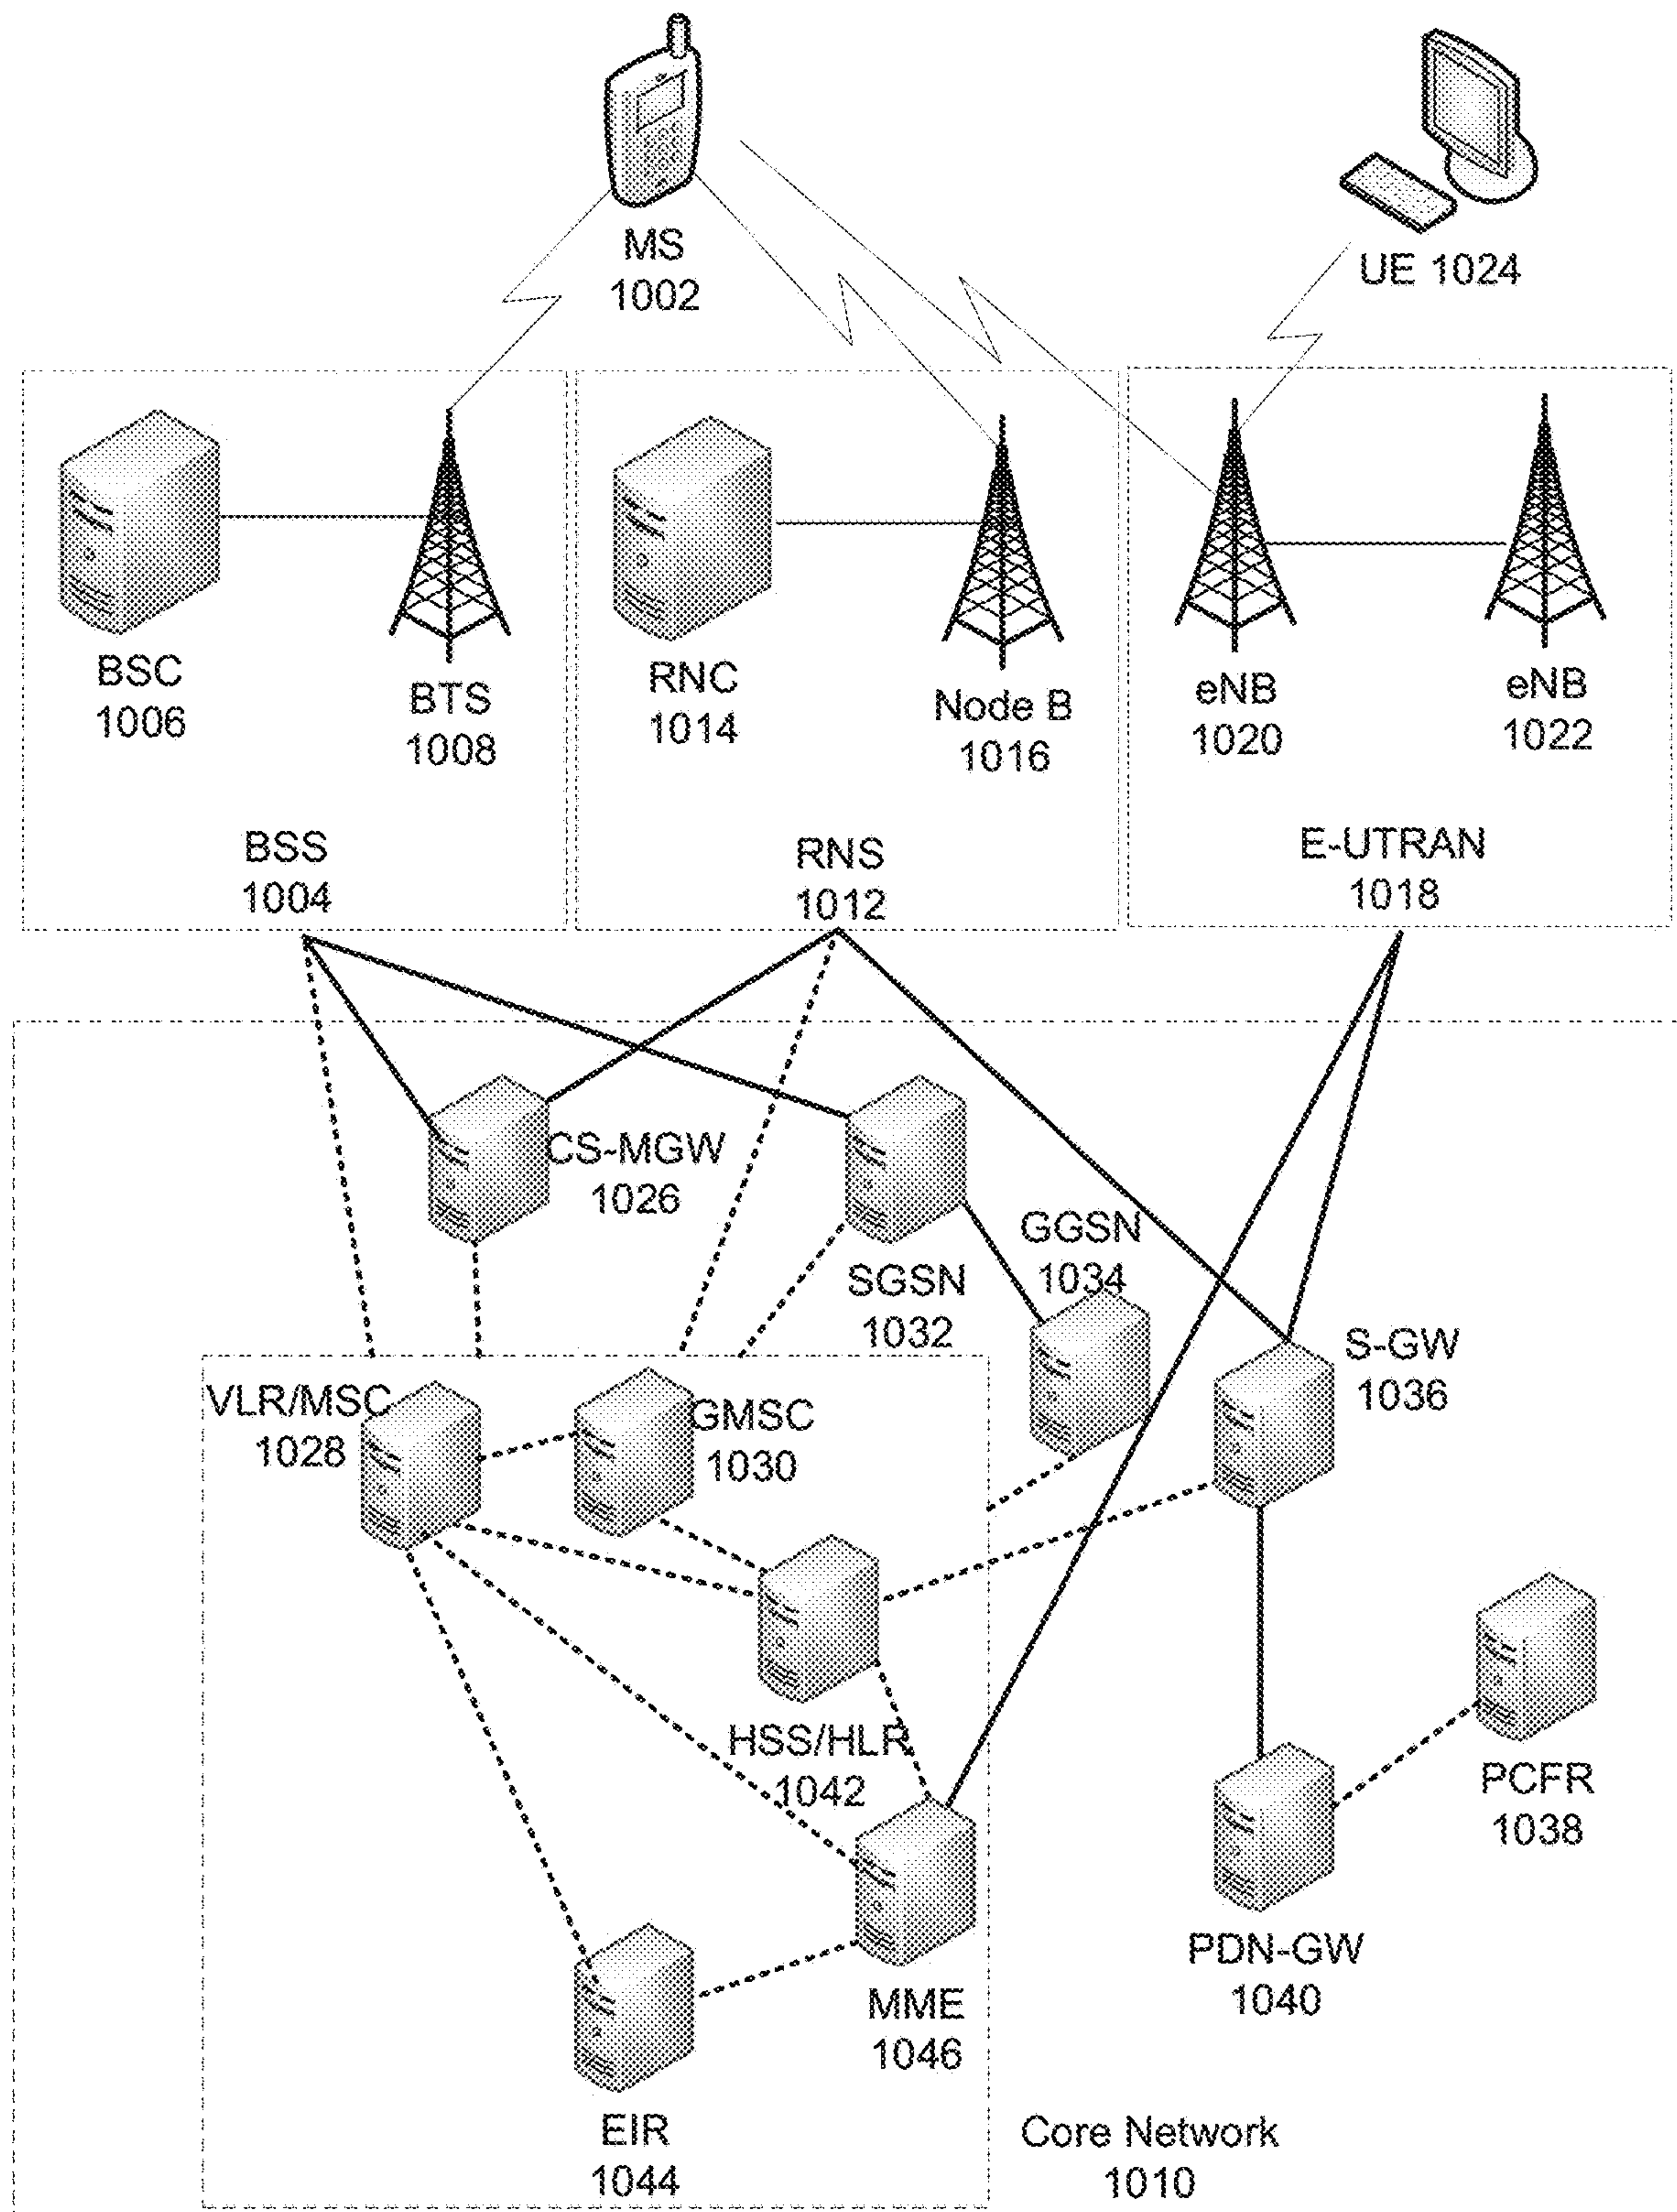 MS
1002
UE 1024
BSC
1006
BTS
1008
RNC
1014
Node B
1016
eNB
1020
eNB
1022
BSS
1004
RNS
1012
E-UTRAN
1018
CS-MGW
1026
SGSN
1032
GGSN
1034
S-GW
1036
VLR/MSC
1028
GMSC
1030
HSS/HLR
1042
PCFR
1038
PDN-GW
1040
MME
1046
EIR
1044
Core Network
1010